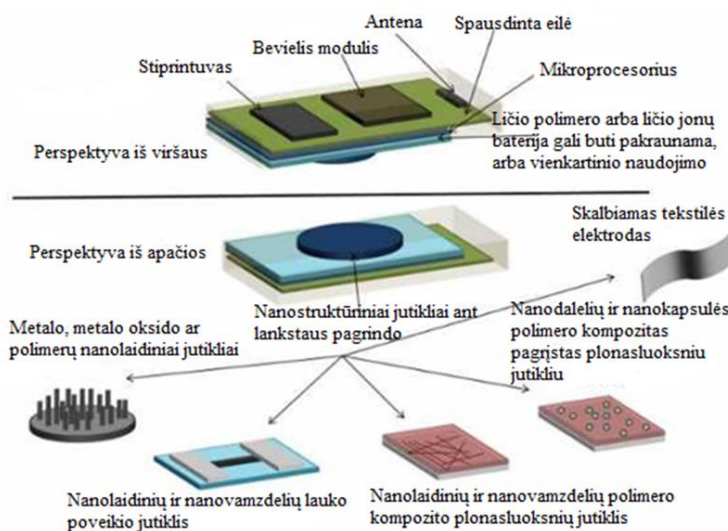 Antena
Spausdinta eilė
Bevielis modulis
Stiprintuvas
Mikroprocesorius
Ličio polimero arba ličio jonų
baterija gali buti pakraunama,
arba vienkartinio naudojimo
Perspektyva iš viršaus
Skalbiamas tekstilės
elektrodas
Perspektyva iš apačios
Nanostruktūriniai jutikliai ant
lankstaus pagrindo
Nanodalelių ir nanokapsulės
polimero kompozitas
pagrįstas plonasluoksniu
jutikliu
Metalo, metalo oksido ar
polimerų nanolaidiniai jutikliai
Nanolaidinių ir nanovamzdelių lauko
poveikio jutiklis
Nanolaidinių ir nanovamzdelių polimero
kompozito plonasluoksnių jutiklis